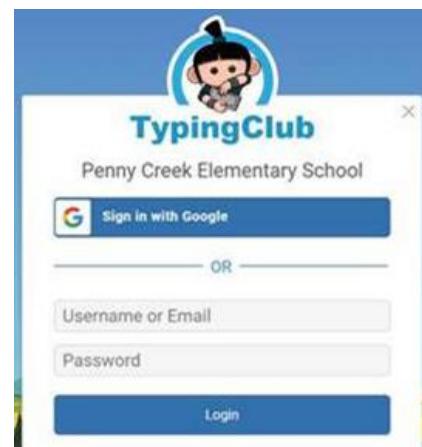 TypingClub
×
Penny Creek Elementary School
G Sign in with Google
OR
Username or Email
Password
Login